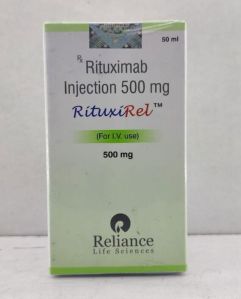 50 ml
Rx Rituximab
Injection 500 mg
RituxiRel™
(For I.V. use)
500 mg
Reliance
Life Sciences